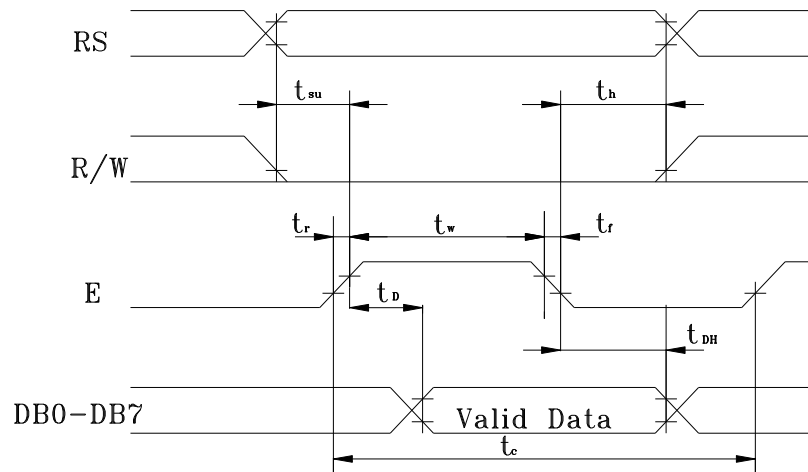 RS
tsu
th
R/W
tr
tw
tf
E
tD
tDH
DB0-DB7
Valid Data
tc